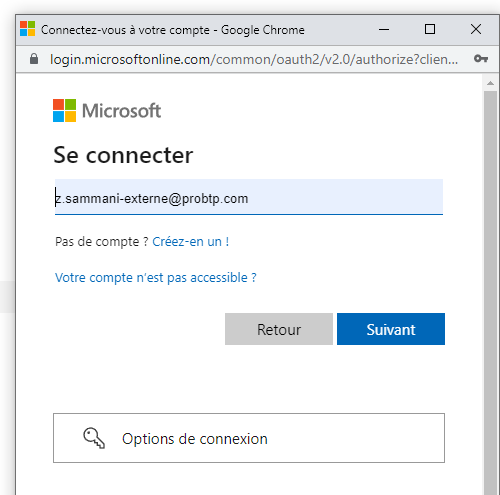 Connectez-vous à votre compte - Google Chrome
login.microsoftonline.com/common/oauth2/v2.0/authorize?clien...
Microsoft
Se connecter
z.sammani-externe@probtp.com
Pas de compte ? Créez-en un !
Votre compte n'est pas accessible ?
Retour
Suivant
Options de connexion